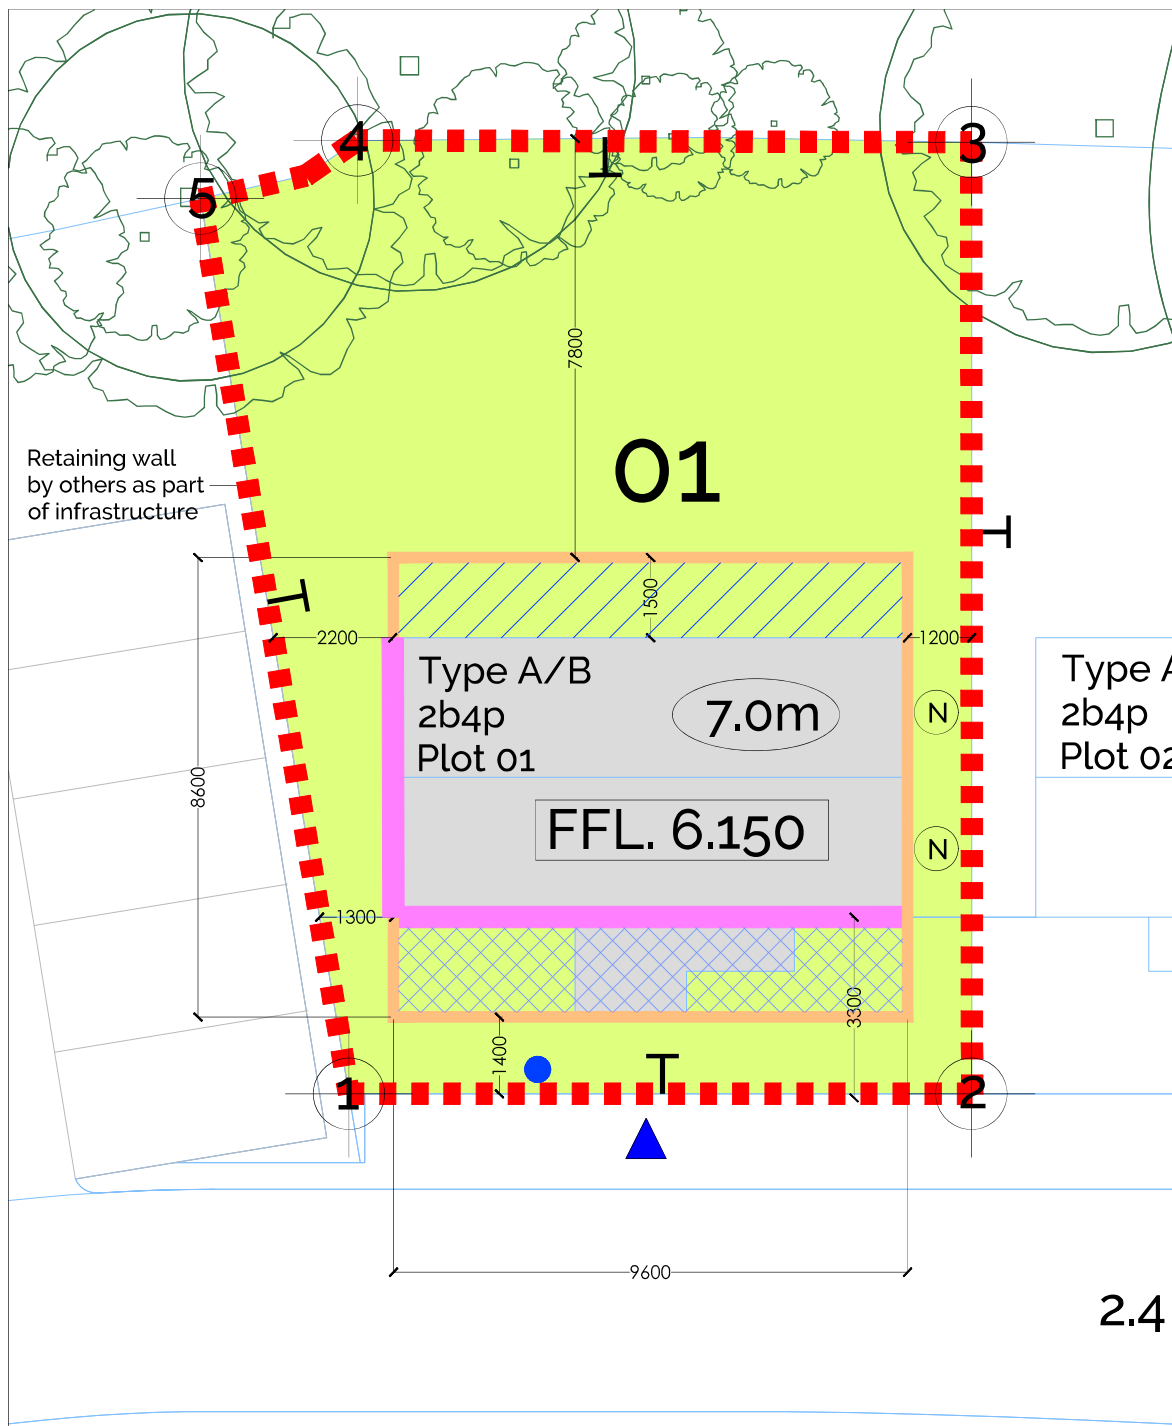 4
3
5
7800
01
Retaining wall
by others as part
of infrastructure
1500
2200
1200
Type A/B
2b4p
Plot 01
7.0m
N
Type A
2b4p
Plot 02
8600
FFL. 6.150
N
1300
3300
1400
1
2
9600
2.4